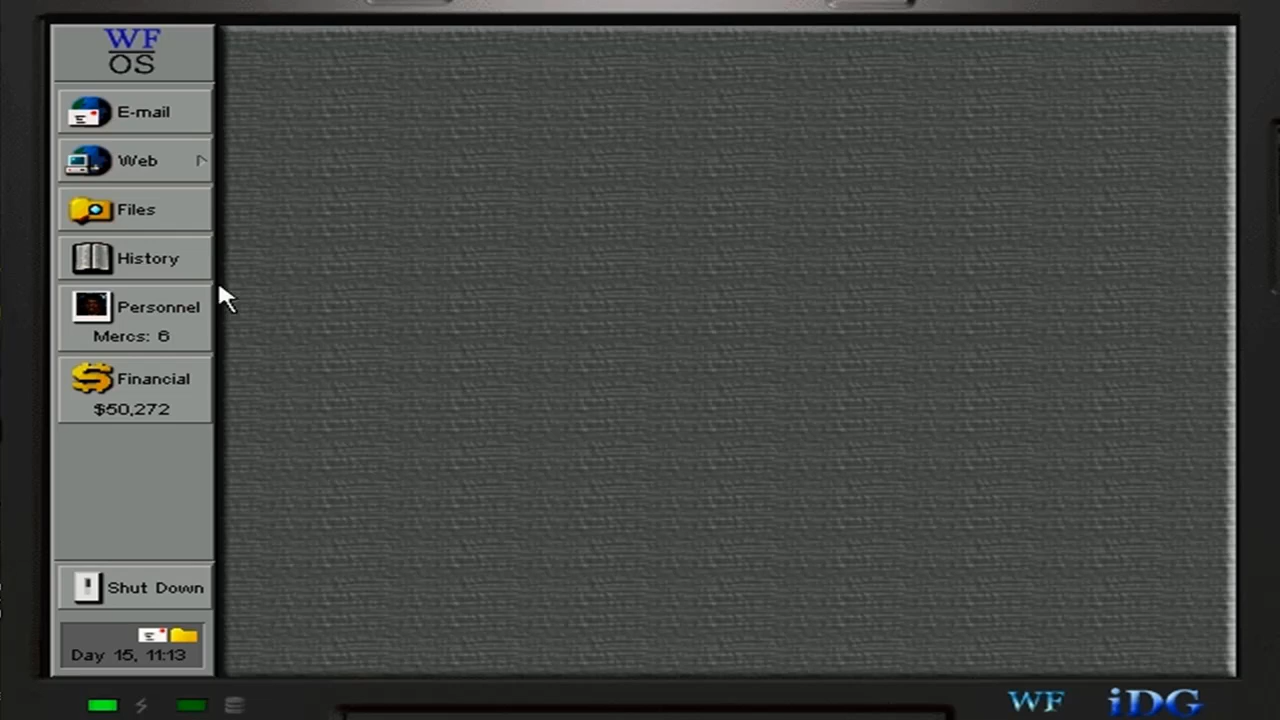 WF
OS
E-mail
Web
Files
History
Personnel
Mercs: 6
Financial
$50,272
Shut Down
Day 15, 11:13
WF iDG